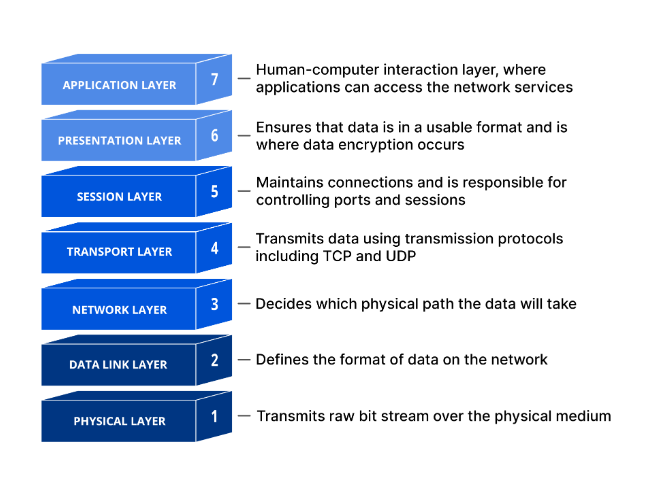 APPLICATION LAYER 7
Human-computer interaction layer, where
applications can access the network services
PRESENTATION LAYER 6
Ensures that data is in a usable format and is
where data encryption occurs
SESSION LAYER 5
Maintains connections and is responsible for
controlling ports and sessions
TRANSPORT LAYER 4
Transmits data using transmission protocols
including TCP and UDP
NETWORK LAYER 3
Decides which physical path the data will take
DATA LINK LAYER 2
Defines the format of data on the network
PHYSICAL LAYER 1
Transmits raw bit stream over the physical medium